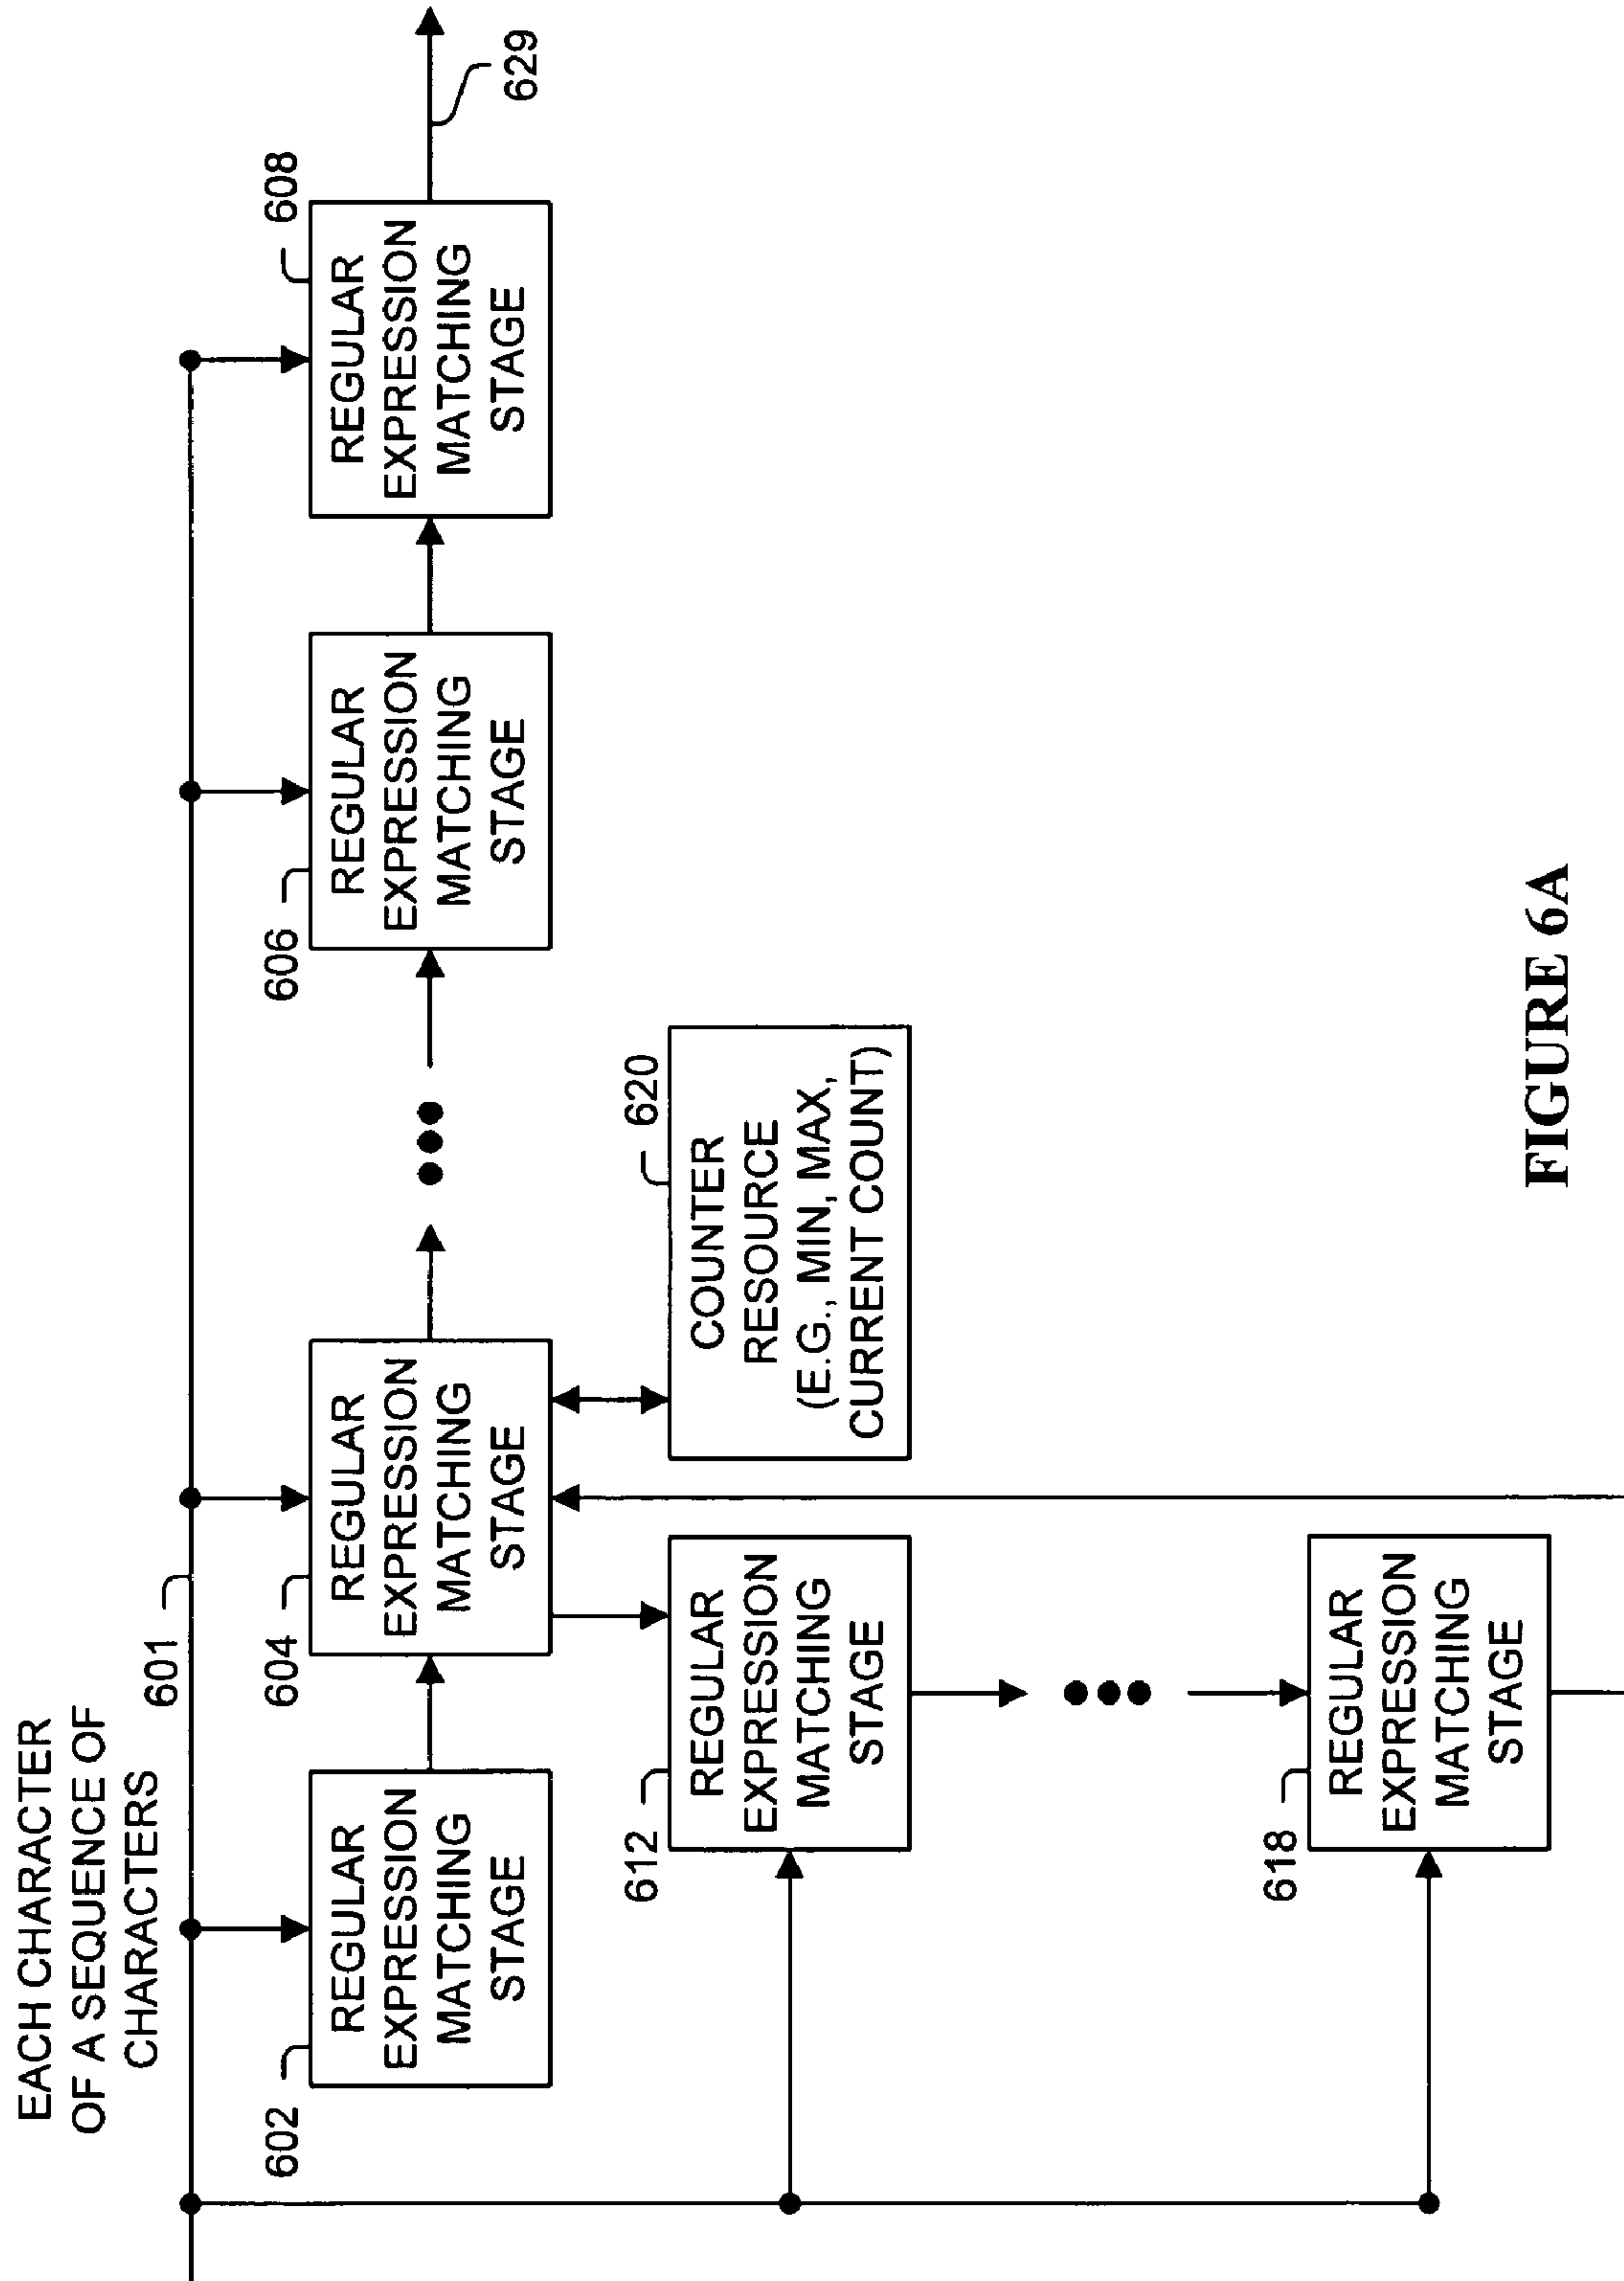 EACH CHARACTER
OF A SEQUENCE OF
CHARACTERS
601
602
REGULAR
EXPRESSION
MATCHING
STAGE
604
REGULAR
EXPRESSION
MATCHING
STAGE
606
REGULAR
EXPRESSION
MATCHING
STAGE
608
REGULAR
EXPRESSION
MATCHING
STAGE
629
612
REGULAR
EXPRESSION
MATCHING
STAGE
620
COUNTER
RESOURCE
(E.G., MIN, MAX,
CURRENT COUNT)
618
REGULAR
EXPRESSION
MATCHING
STAGE
FIGURE 6A